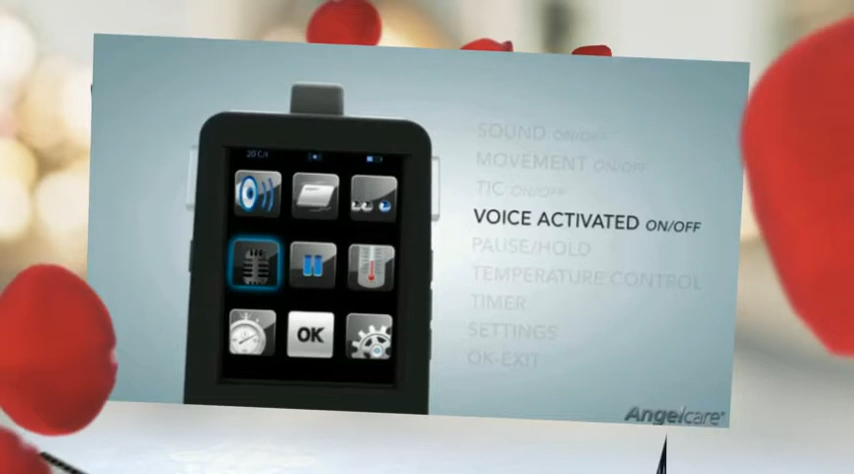 20 C/
SOUND ON/OFF
MOVEMENT ON/OFF
TIC ON/OFF
VOICE ACTIVATED ON/OFF
PAUSE/HOLD
TEMPERATURE CONTROL
TIMER
SETTINGS
OK-EXIT
OK
Angelcare